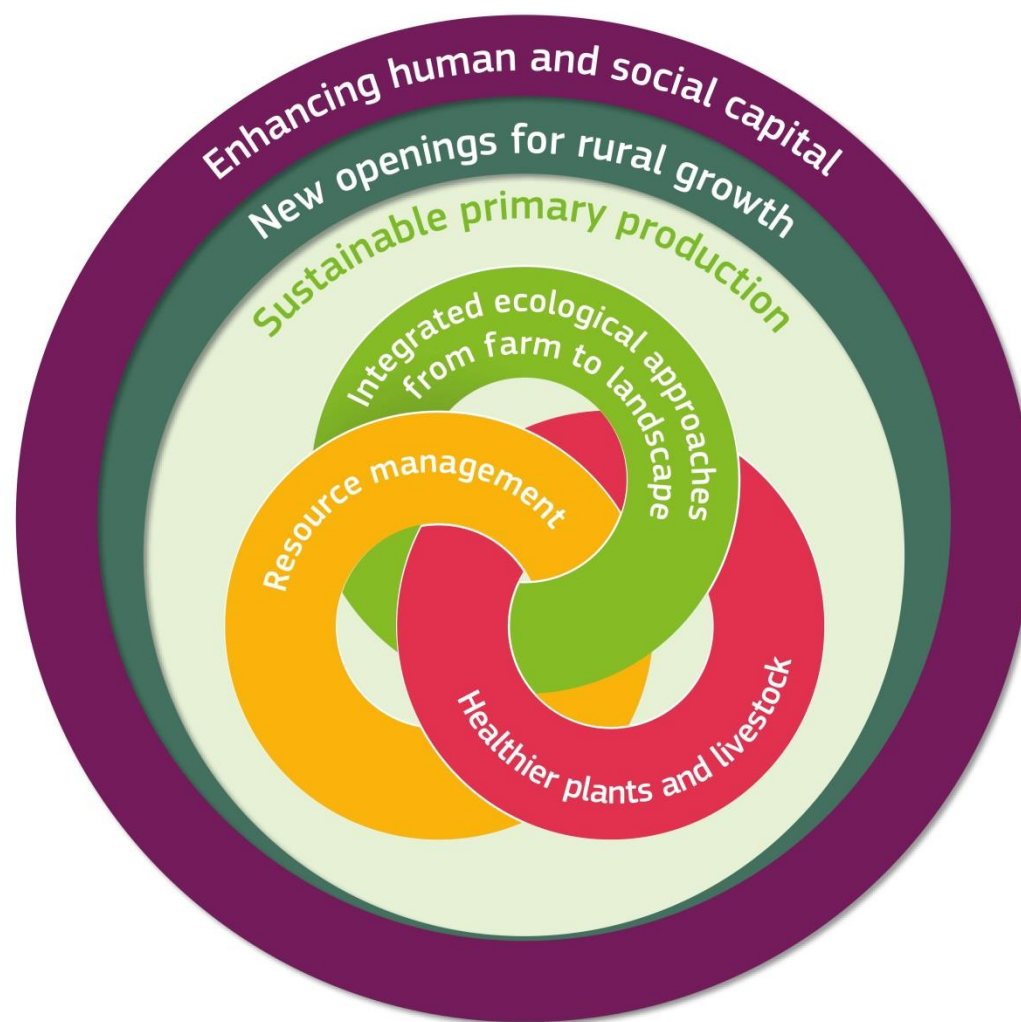 Enhancing human and social capital
New openings for rural growth
Sustainable primary production
Integrated ecological approaches
from farm to landscape
Resource management
Healthier plants and livestock